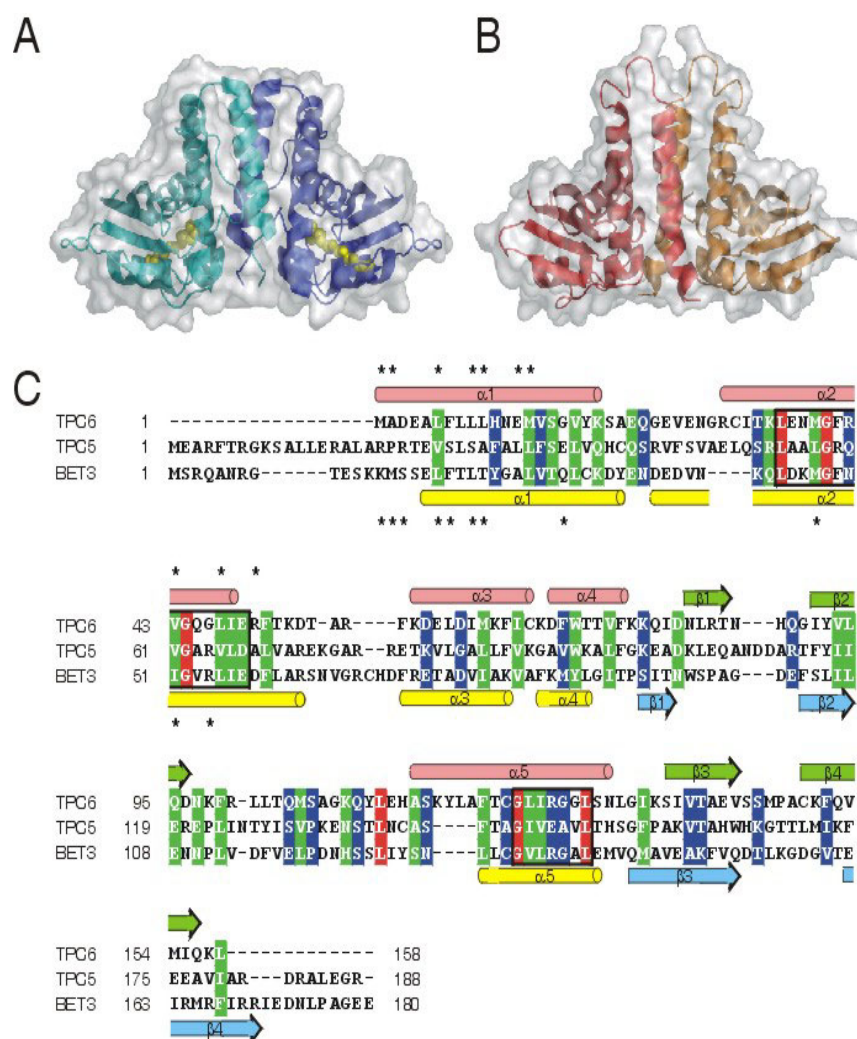 A
B
C
** * ** **
α1 α2
TPC6 1 ------------------MADEALFLLLHNEMVSGVYKSAEQGEVENGRCITKLENMGFR
TPC5 1 MEARFTRGKSALLERALARPRTEVSLSAFALLFSELVQHCQSRVFSVAELQSRLAALGRQ
BET3 1 MSRQANRG------TESKKMSSELFTLTYGALVTQLCKDYENDEDVN----KQLDKMGFN
α1 α2
*** ** ** * *
* * *
α3 α4 β1 β2
TPC6 43 VGQGLIERFTKDT-AR----FKDELDIMKFICKDFWTTVFKKQIDNLRTN---HQGIYVL
TPC5 61 VGARVLDALVAREKGAR--RETKVLGALLFVKGAVWKALFGKEADKLEQANDDARTFYII
BET3 51 IGVRLIEDFLARSNVGRCHDFRETADVIAKVAFKMYLGITPSITNWSPAG---DEFSLIL
α3 α4 β1 β2
* *
α5 β3 β4
TPC6 95 QDNKFR-LLTQMSAGKQYLEHASKYLAFTCGLIRGGLSNLGIKSIVTAEVSSMPACKFQV
TPC5 119 EREPLINTYISVPKENSTLNCAS----FTAGIVEAVLTHSGFPAKVTAHWHKGTTLMIKF
BET3 108 ENNPLV-DFVELPDNHSSLIYSN----LLCGVLRGALEMVQMAVEAKFVQDTLKGDGVTE
α5 β3
TPC6 154 MIQKL------------- 158
TPC5 175 EEAVIAR---DRALEGR- 188
BET3 163 IRMRFIRRIEDNLPAGEE 180
β4